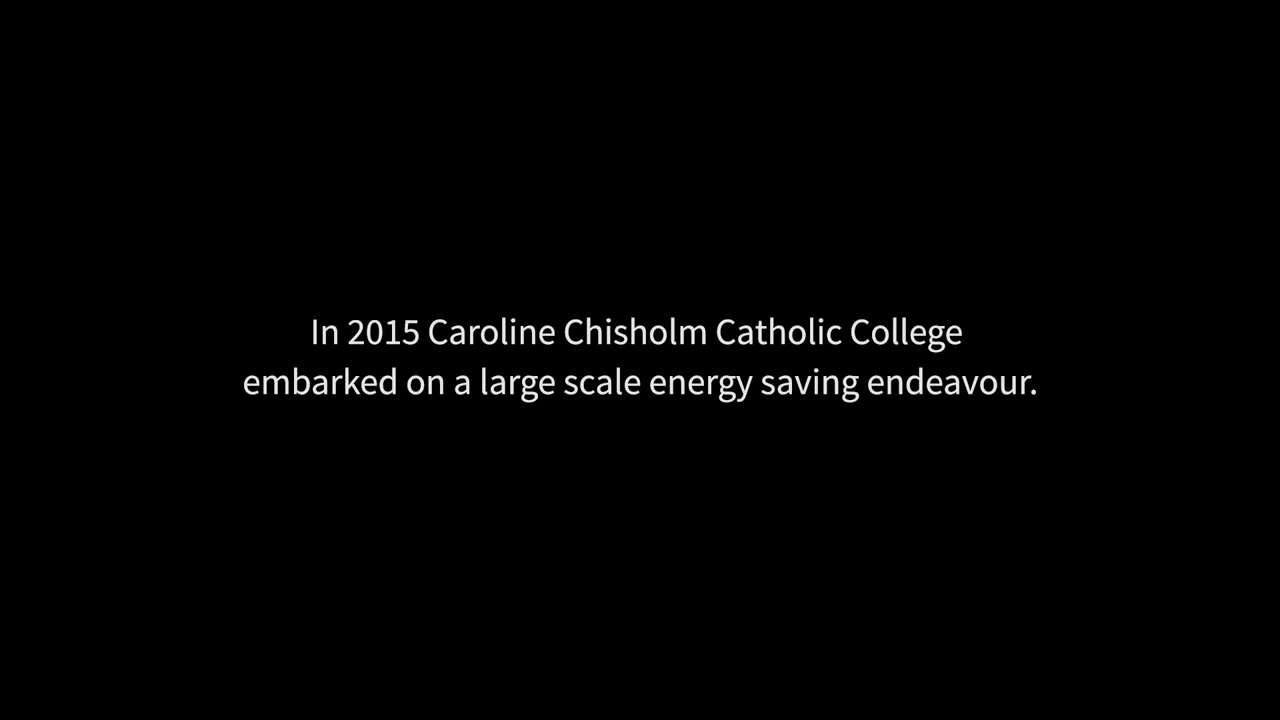 In 2015 Caroline Chisholm Catholic College
embarked on a large scale energy saving endeavour.